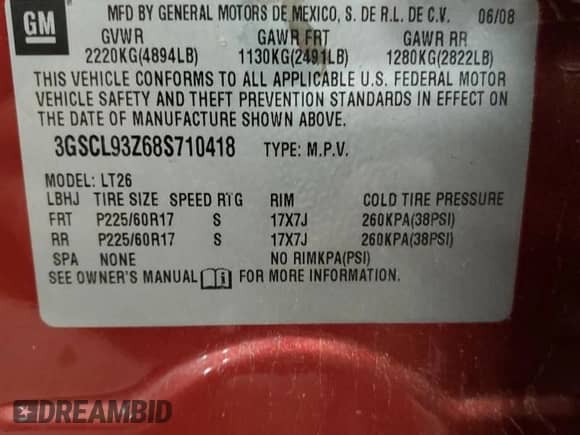 GM
MFD BY GENERAL MOTORS DE MEXICO, S. DE R.L. DE C.V. 06/08
GVWR GAWR FRT GAWR RR
2220KG(4894LB) 1130KG(2491LB) 1280KG(2822LB)
THIS VEHICLE CONFORMS TO ALL APPLICABLE U.S. FEDERAL MOTOR
VEHICLE SAFETY AND THEFT PREVENTION STANDARDS IN EFFECT ON
THE DATE OF MANUFACTURE SHOWN ABOVE.
3GSCL93Z68S710418 TYPE: M.P.V.
MODEL: LT26
LBHJ TIRE SIZE SPEED RTG RIM COLD TIRE PRESSURE
FRT P225/60R17 S 17X7J 260KPA(38PSI)
RR P225/60R17 S 17X7J 260KPA(38PSI)
SPA NONE NO RIMKPA(PSI)
SEE OWNER'S MANUAL FOR MORE INFORMATION.
DREAMBID